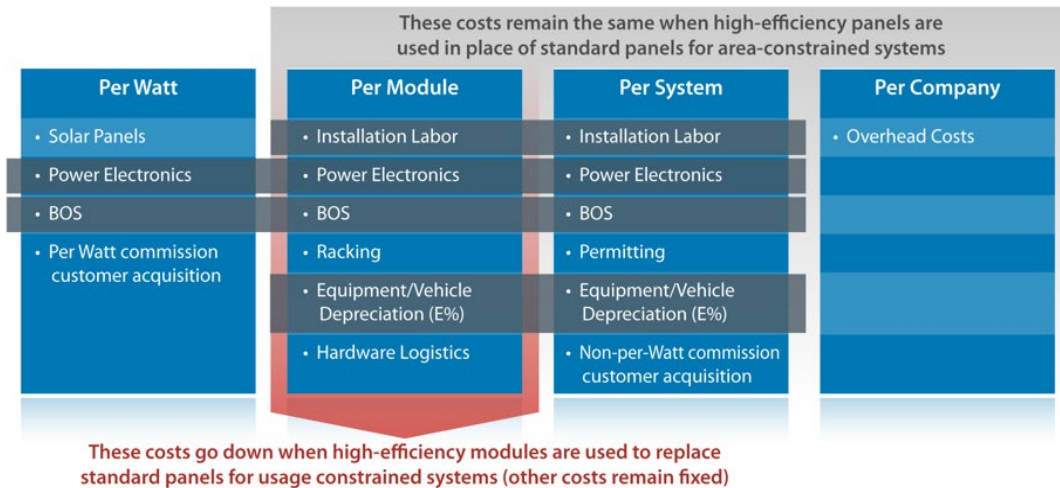 These costs remain the same when high-efficiency panels are
used in place of standard panels for area-constrained systems
Per Watt
• Solar Panels
• Power Electronics
• BOS
• Per Watt commission
customer acquisition
Per Module
• Installation Labor
• Power Electronics
• BOS
• Racking
• Equipment/Vehicle
Depreciation (E%)
• Hardware Logistics
Per System
• Installation Labor
• Power Electronics
• BOS
• Permitting
• Equipment/Vehicle
Depreciation (E%)
• Non-per-Watt commission
customer acquisition
Per Company
• Overhead Costs
These costs go down when high-efficiency modules are used to replace
standard panels for usage constrained systems (other costs remain fixed)